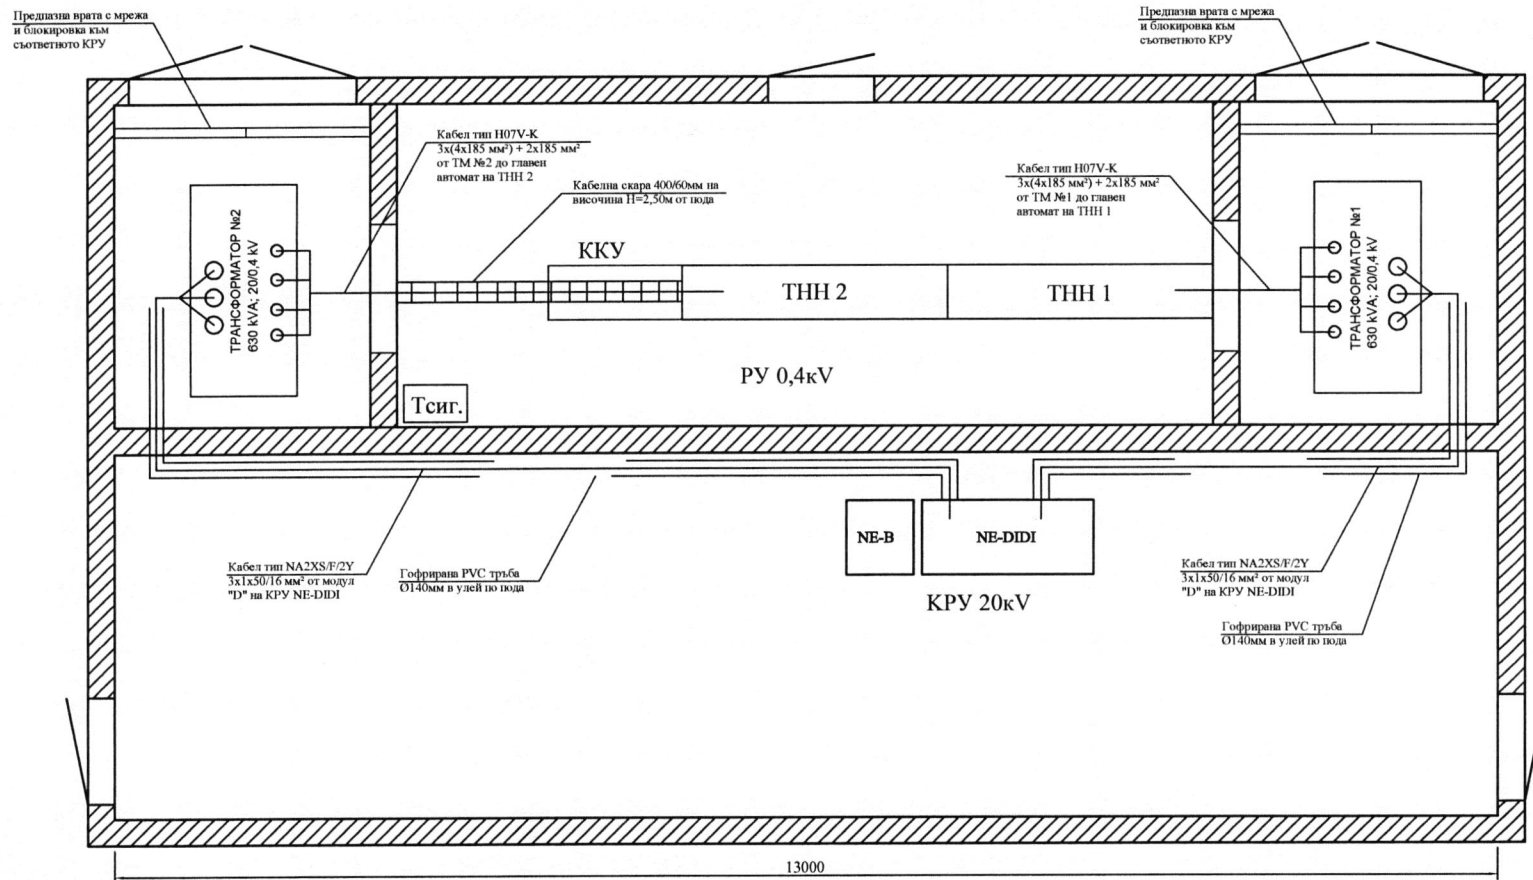 Предпазна врата с мрежа
и блокировка към
съответното КРУ
Предпазна врата с мрежа
и блокировка към
съответното КРУ
Кабел тип H07V-K
3x(4x185 мм²) + 2x185 мм²
от ТМ №2 до главен
автомат на ТНН 2
Кабелна скара 400/60мм на
височина H=2,50м от пода
Кабел тип H07V-K
3x(4x185 мм²) + 2x185 мм²
от ТМ №1 до главен
автомат на ТНН 1
ТРАНСФОРМАТОР №2
630 kVA; 20/0,4 kV
ККУ
ТНН 2
ТНН 1
ТРАНСФОРМАТОР №1
630 kVA; 20/0,4 kV
РУ 0,4кV
Тсиг.
NE-B
NE-DIDI
КРУ 20кV
Кабел тип NA2XS/F/2Y
3x1x50/16 мм² от модул
"D" на КРУ NE-DIDI
Гофрирана PVC тръба
Ø140мм в улей по пода
Кабел тип NA2XS/F/2Y
3x1x50/16 мм² от модул
"D" на КРУ NE-DIDI
Гофрирана PVC тръба
Ø140мм в улей по пода
13000